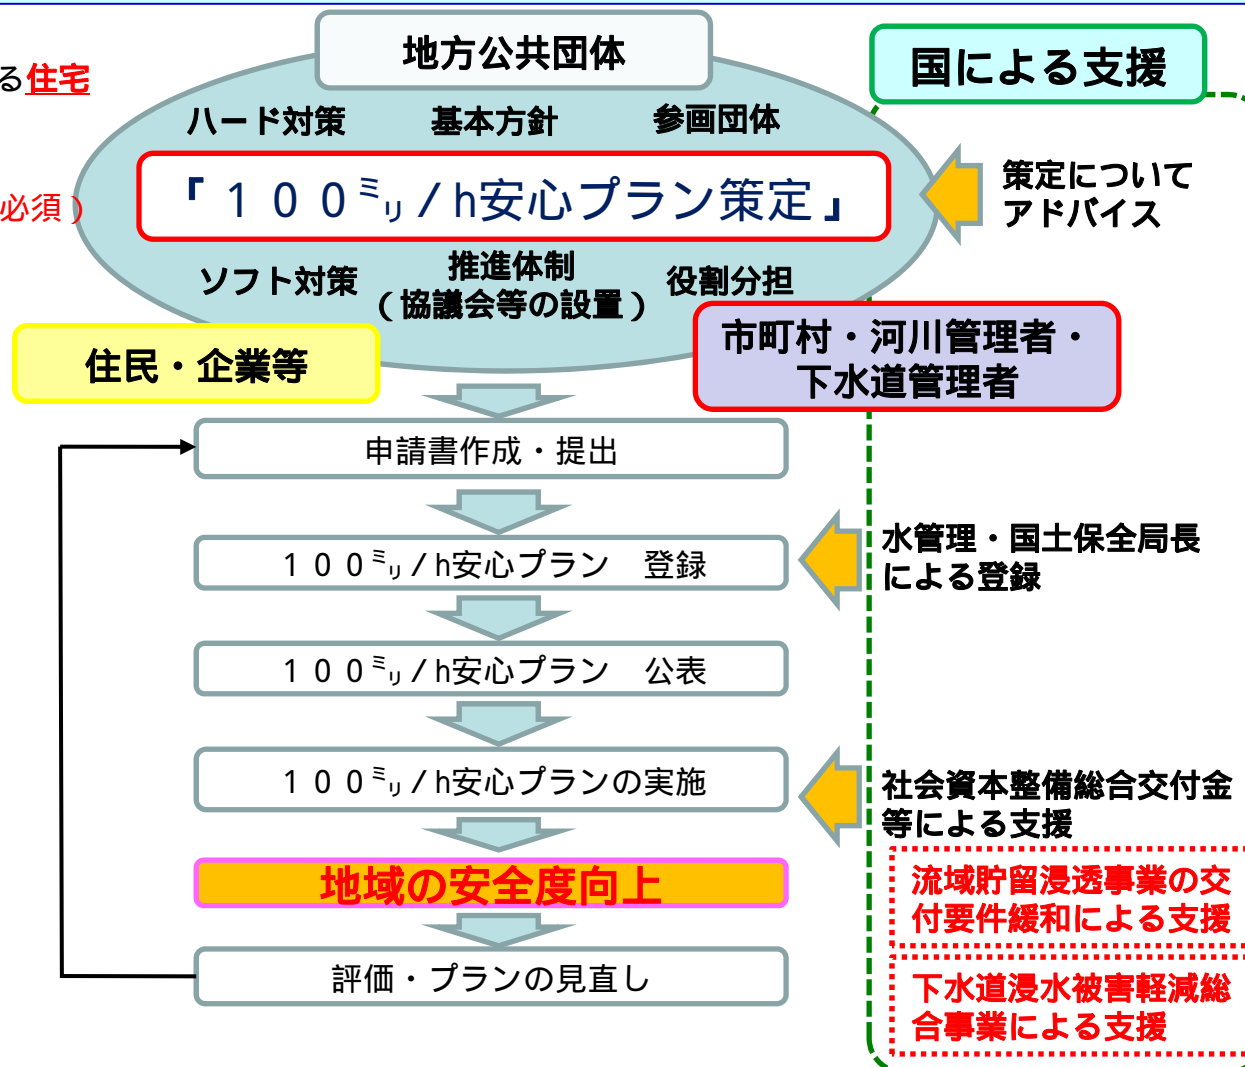 地方公共団体
国による支援
る住宅
ハード対策
基本方針
参画団体
必須）
『１００㍉/h安心プラン策定』
策定について
アドバイス
ソフト対策
推進体制
（協議会等の設置）
役割分担
住民・企業等
市町村・河川管理者・
下水道管理者
申請書作成・提出
１００㍉/h安心プラン　登録
水管理・国土保全局長
による登録
１００㍉/h安心プラン　公表
１００㍉/h安心プランの実施
社会資本整備総合交付金
等による支援
地域の安全度向上
流域貯留浸透事業の交
付要件緩和による支援
評価・プランの見直し
下水道浸水被害軽減総
合事業による支援